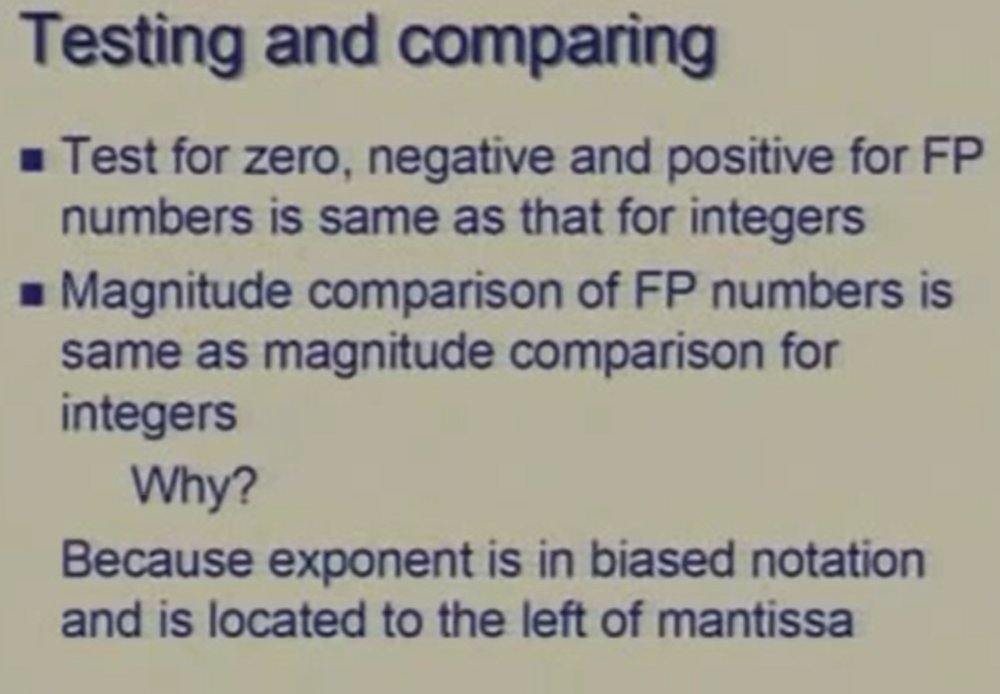 Testing and comparing
■ Test for zero, negative and positive for FP
numbers is same as that for integers
■ Magnitude comparison of FP numbers is
same as magnitude comparison for
integers
Why?
Because exponent is in biased notation
and is located to the left of mantissa